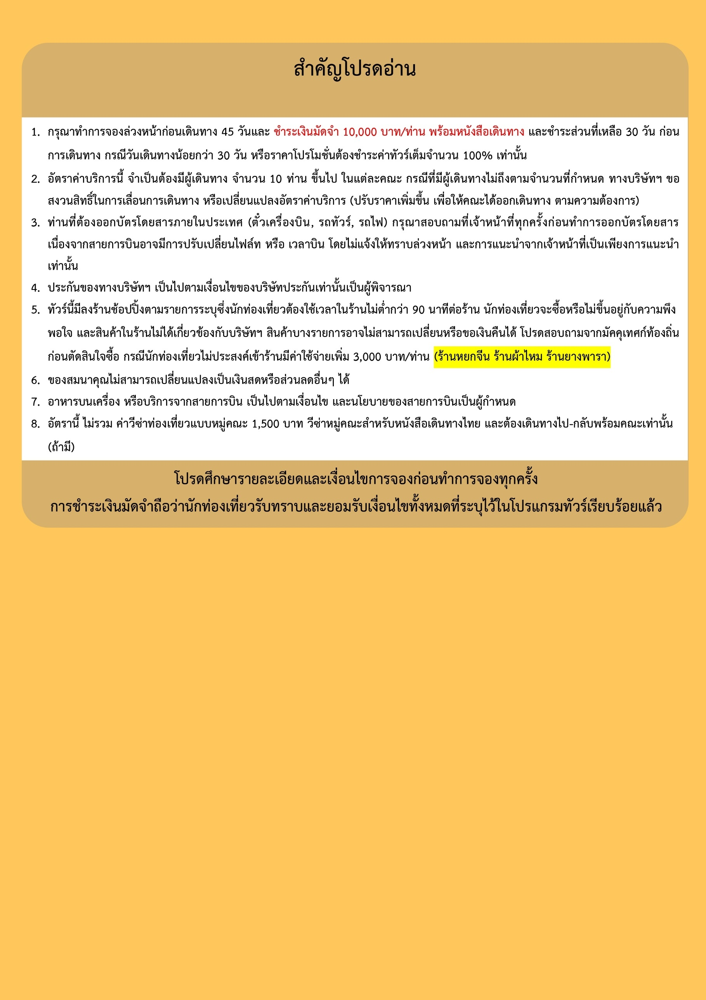 สำคัญโปรดอ่าน
1. กรุณาทำการจองล่วงหน้าก่อนเดินทาง 45 วันและ ชำระเงินมัดจำ 10,000 บาท/ท่าน พร้อมหนังสือเดินทาง และชำระส่วนที่เหลือ 30 วัน ก่อน
การเดินทาง กรณีวันเดินทางน้อยกว่า 30 วัน หรือราคาโปรโมชั่นต้องชำระค่าทัวร์เต็มจำนวน 100% เท่านั้น
2. อัตราค่าบริการนี้ จำเป็นต้องมีผู้เดินทาง จำนวน 10 ท่าน ขึ้นไป ในแต่ละคณะ กรณีที่มีผู้เดินทางไม่ถึงตามจำนวนที่กำหนด ทางบริษัทฯ ขอ
สงวนสิทธิ์ในการเลื่อนการเดินทาง หรือเปลี่ยนแปลงอัตราค่าบริการ (ปรับราคาเพิ่มขึ้น เพื่อให้คณะได้ออกเดินทาง ตามความต้องการ)
3. ท่านที่ต้องออกบัตรโดยสารภายในประเทศ (ตั๋วเครื่องบิน, รถทัวร์, รถไฟ) กรุณาสอบถามที่เจ้าหน้าที่ทุกครั้งก่อนทำการออกบัตรโดยสาร
เนื่องจากสายการบินอาจมีการปรับเปลี่ยนไฟล์ท หรือ เวลาบิน โดยไม่แจ้งให้ทราบล่วงหน้า และการแนะนำจากเจ้าหน้าที่เป็นเพียงการแนะนำ
เท่านั้น
4. ประกันของทางบริษัทฯ เป็นไปตามเงื่อนไขของบริษัทประกันเท่านั้นเป็นผู้พิจารณา
5. ทัวร์นี้มีลงร้านช้อปปิ้งตามรายการระบุซึ่งนักท่องเที่ยวต้องใช้เวลาในร้านไม่ต่ำกว่า 90 นาทีต่อร้าน นักท่องเที่ยวจะซื้อหรือไม่ขึ้นอยู่กับความพึง
พอใจ และสินค้าในร้านไม่ได้เกี่ยวข้องกับบริษัทฯ สินค้าบางรายการอาจไม่สามารถเปลี่ยนหรือขอเงินคืนได้ โปรดสอบถามจากมัคคุเทศก์ท้องถิ่น
ก่อนตัดสินใจซื้อ กรณีนักท่องเที่ยวไม่ประสงค์เข้าร้านมีค่าใช้จ่ายเพิ่ม 3,000 บาท/ท่าน (ร้านหยกจีน ร้านผ้าไหม ร้านยางพารา)
6. ของสมนาคุณไม่สามารถเปลี่ยนแปลงเป็นเงินสดหรือส่วนลดอื่นๆ ได้
7. อาหารบนเครื่อง หรือบริการจากสายการบิน เป็นไปตามเงื่อนไข และนโยบายของสายการบินเป็นผู้กำหนด
8. อัตรานี้ ไม่รวม ค่าวีซ่าท่องเที่ยวแบบหมู่คณะ 1,500 บาท วีซ่าหมู่คณะสำหรับหนังสือเดินทางไทย และต้องเดินทางไป-กลับพร้อมคณะเท่านั้น
(ถ้ามี)
โปรดศึกษารายละเอียดและเงื่อนไขการจองก่อนทำการจองทุกครั้ง
การชำระเงินมัดจำถือว่านักท่องเที่ยวรับทราบและยอมรับเงื่อนไขทั้งหมดที่ระบุไว้ในโปรแกรมทัวร์เรียบร้อยแล้ว